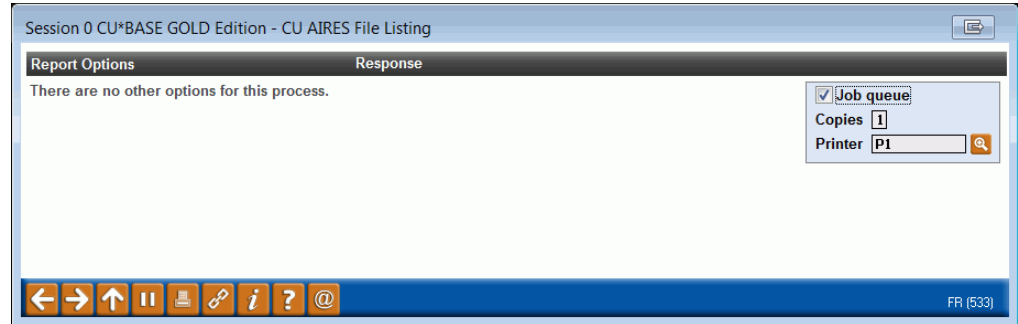 Session 0 CU*BASE GOLD Edition - CU AIRES File Listing
Report Options Response
There are no other options for this process.
Job queue
Copies 1
Printer P1
i ? @
FR (533)